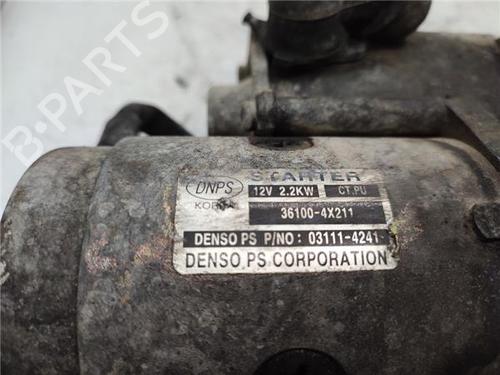 STARTER
DNPS
KOREA
12V 2.2KW CT.PU
36100-4X211
DENSO PS P/NO: 03111-4241
DENSO PS CORPORATION
B-PARTS